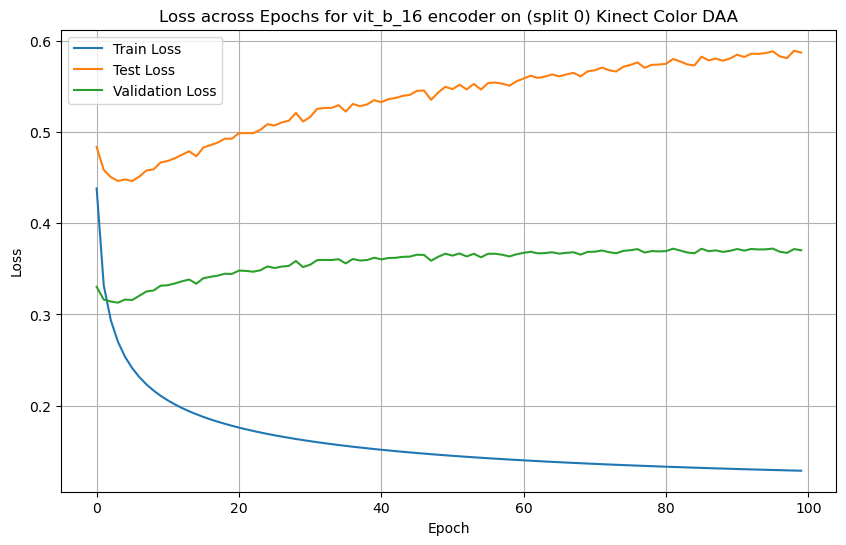 Loss across Epochs for vit_b_16 encoder on (split 0) Kinect Color DAA
Train Loss
Test Loss
Validation Loss
0.6
0.5
0.4
0.3
0.2
Loss
0 20 40 60 80 100
Epoch